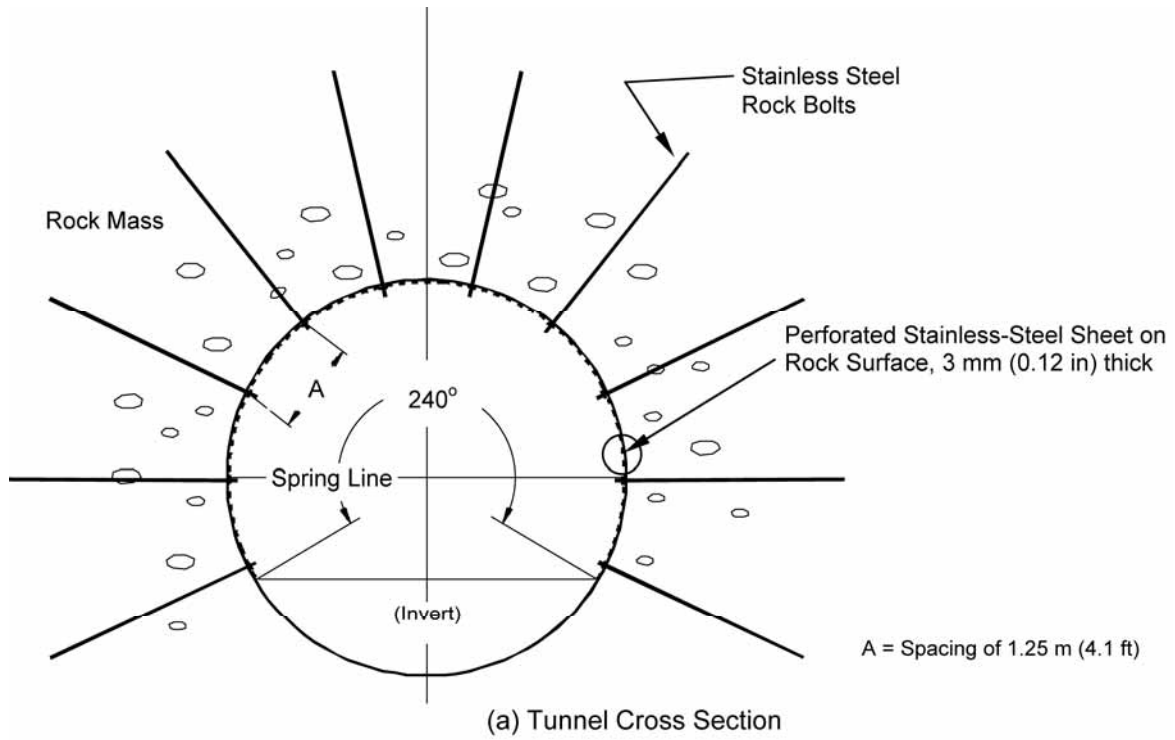 Stainless Steel
Rock Bolts
Rock Mass
Perforated Stainless-Steel Sheet on
Rock Surface, 3 mm (0.12 in) thick
A
240°
Spring Line
(Invert)
A = Spacing of 1.25 m (4.1 ft)
(a) Tunnel Cross Section